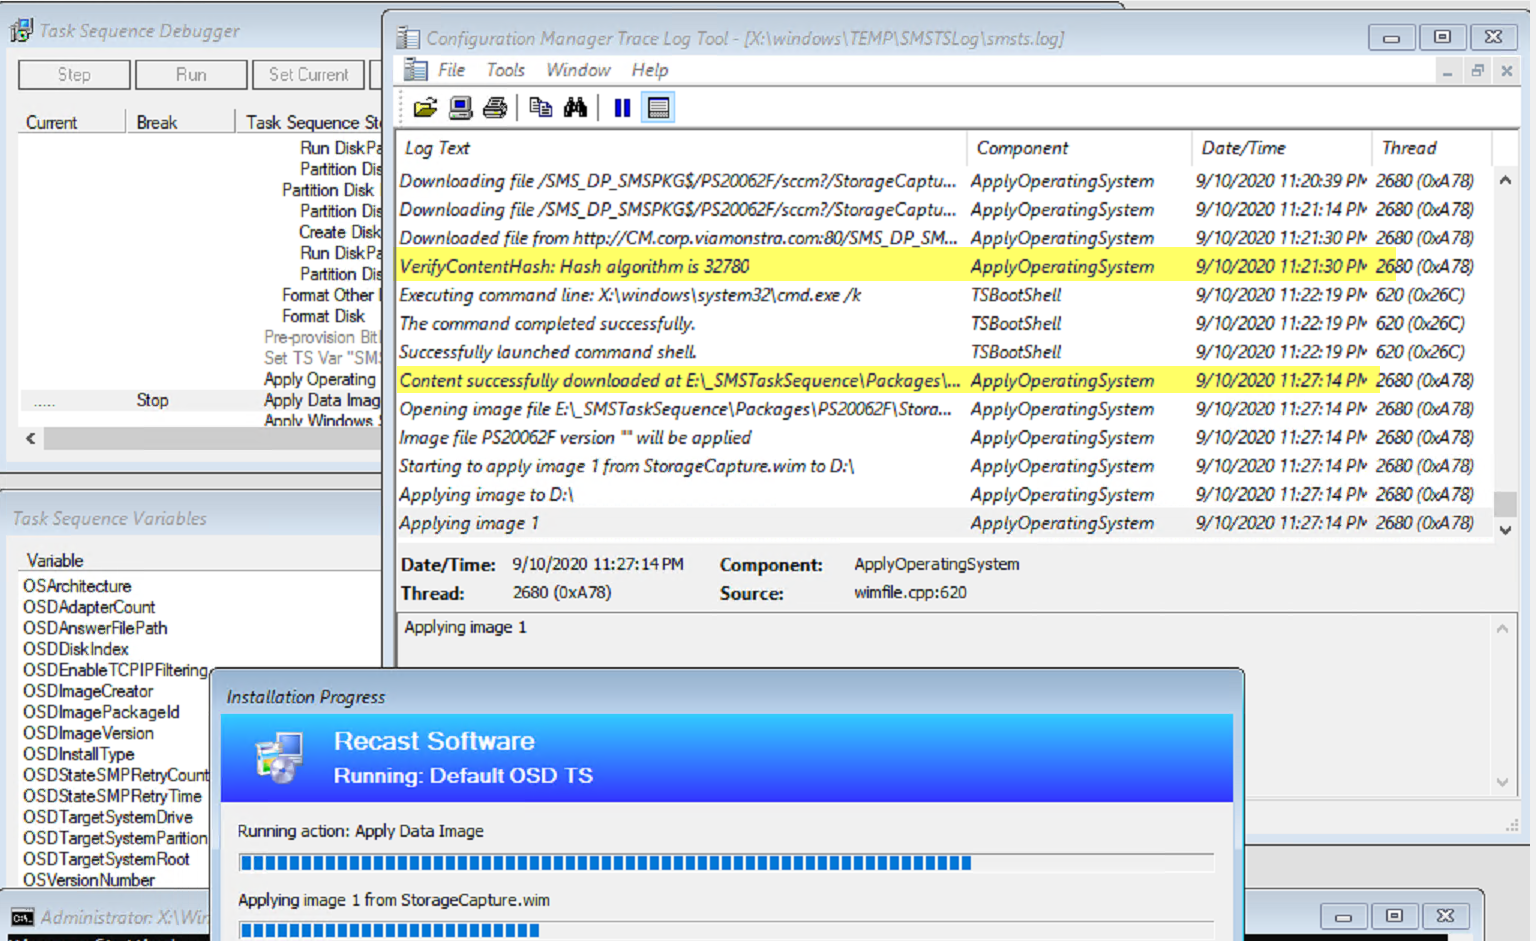 Task Sequence Debugger
Step
Run
Set Current
Current
Break
Task Sequence Ste
Run DiskPa
Partition Dis
Partition Disk
Partition Dis
Create Disk
Run DiskPa
Partition Dis
Format Other
Format Disk
Pre-provision Bitl
Set TS Var "SM
Apply Operating
.....
Stop
Apply Data Imag
Apply Windows
Task Sequence Variables
Variable
OSArchitecture
OSDAdapterCount
OSDAnswerFilePath
OSDDiskIndex
OSDEnableTCPIPFiltering
OSDImageCreator
OSDImagePackageId
OSDImageVersion
OSDInstallType
OSDStateSMPRetryCount
OSDStateSMPRetryTime
OSDTargetSystemDrive
OSDTargetSystemPartition
OSDTargetSystemRoot
OSVersionNumber
Administrator: X:\Win
Configuration Manager Trace Log Tool - [X:\windows\TEMP\SMSTSLog\smsts.log]
File Tools Window Help
Log Text Component Date/Time Thread
Downloading file /SMS_DP_SMSPKG$/PS20062F/sccm?/StorageCaptu... ApplyOperatingSystem 9/10/2020 11:20:39 PM 2680 (0xA78)
Downloading file /SMS_DP_SMSPKG$/PS20062F/sccm?/StorageCaptu... ApplyOperatingSystem 9/10/2020 11:21:14 PM 2680 (0xA78)
Downloaded file from http://CM.corp.viamonstra.com:80/SMS_DP_SM... ApplyOperatingSystem 9/10/2020 11:21:30 PM 2680 (0xA78)
VerifyContentHash: Hash algorithm is 32780 ApplyOperatingSystem 9/10/2020 11:21:30 PM 2680 (0xA78)
Executing command line: X:\windows\system32\cmd.exe /k TSBootShell 9/10/2020 11:22:19 PM 620 (0x26C)
The command completed successfully. TSBootShell 9/10/2020 11:22:19 PM 620 (0x26C)
Successfully launched command shell. TSBootShell 9/10/2020 11:22:19 PM 620 (0x26C)
Content successfully downloaded at E:\_SMSTaskSequence\Packages\... ApplyOperatingSystem 9/10/2020 11:27:14 PM 2680 (0xA78)
Opening image file E:\_SMSTaskSequence\Packages\PS20062F\Stora... ApplyOperatingSystem 9/10/2020 11:27:14 PM 2680 (0xA78)
Image file PS20062F version "" will be applied ApplyOperatingSystem 9/10/2020 11:27:14 PM 2680 (0xA78)
Starting to apply image 1 from StorageCapture.wim to D:\ ApplyOperatingSystem 9/10/2020 11:27:14 PM 2680 (0xA78)
Applying image to D:\ ApplyOperatingSystem 9/10/2020 11:27:14 PM 2680 (0xA78)
Applying image 1 ApplyOperatingSystem 9/10/2020 11:27:14 PM 2680 (0xA78)
Date/Time: 9/10/2020 11:27:14 PM Component: ApplyOperatingSystem
Thread: 2680 (0xA78) Source: wimfile.cpp:620
Applying image 1
Installation Progress
Recast Software
Running: Default OSD TS
Running action: Apply Data Image
Applying image 1 from StorageCapture.wim